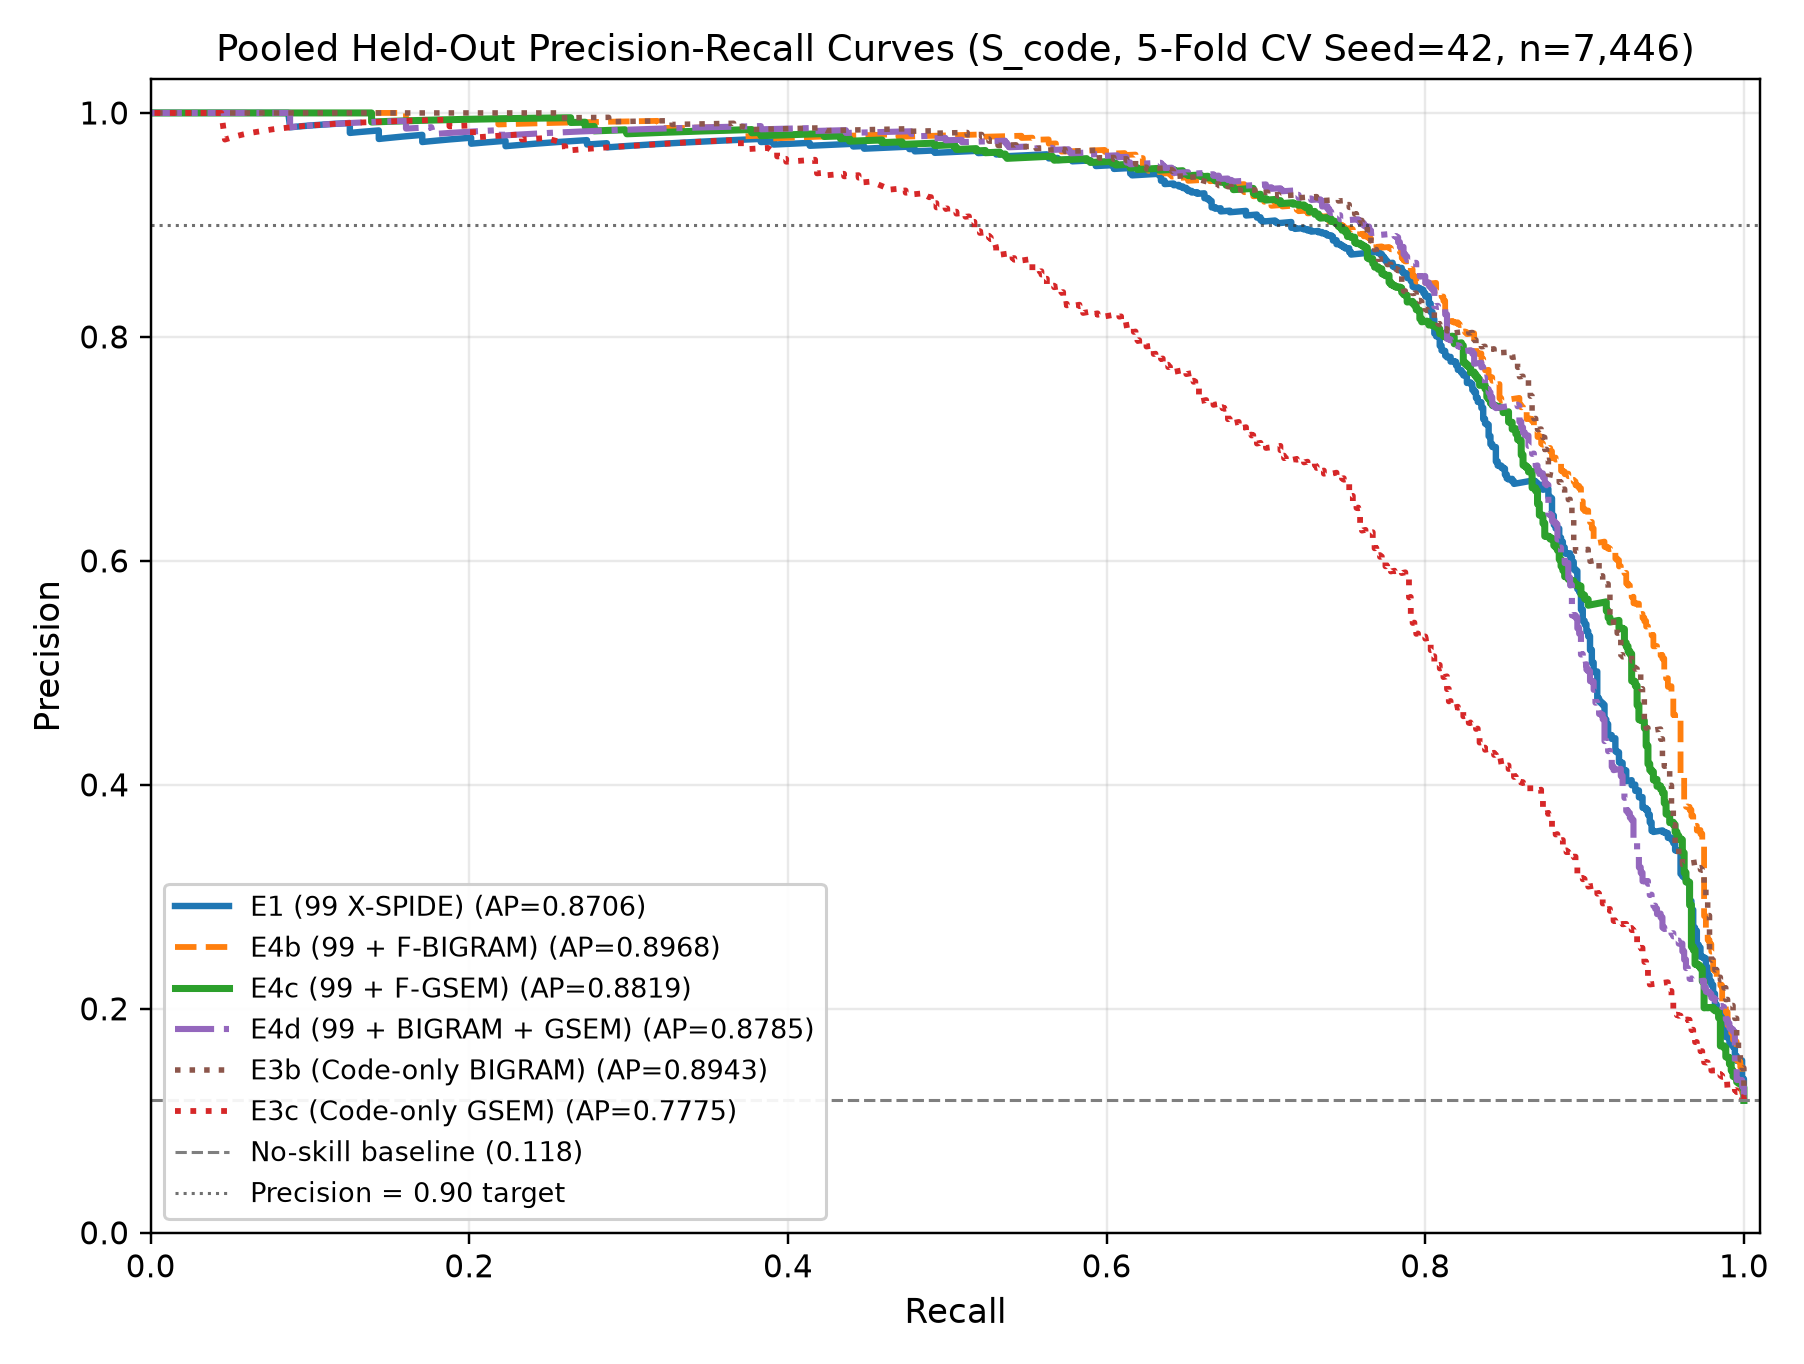 Pooled Held-Out Precision-Recall Curves (S_code, 5-Fold CV Seed=42, n=7,446)
1.0
0.8
0.6
0.4
0.2
0.0
Precision
E1 (99 X-SPIDE) (AP=0.8706)
E4b (99 + F-BIGRAM) (AP=0.8968)
E4c (99 + F-GSEM) (AP=0.8819)
E4d (99 + BIGRAM + GSEM) (AP=0.8785)
E3b (Code-only BIGRAM) (AP=0.8943)
E3c (Code-only GSEM) (AP=0.7775)
No-skill baseline (0.118)
Precision = 0.90 target
0.0 0.2 0.4 0.6 0.8 1.0
Recall